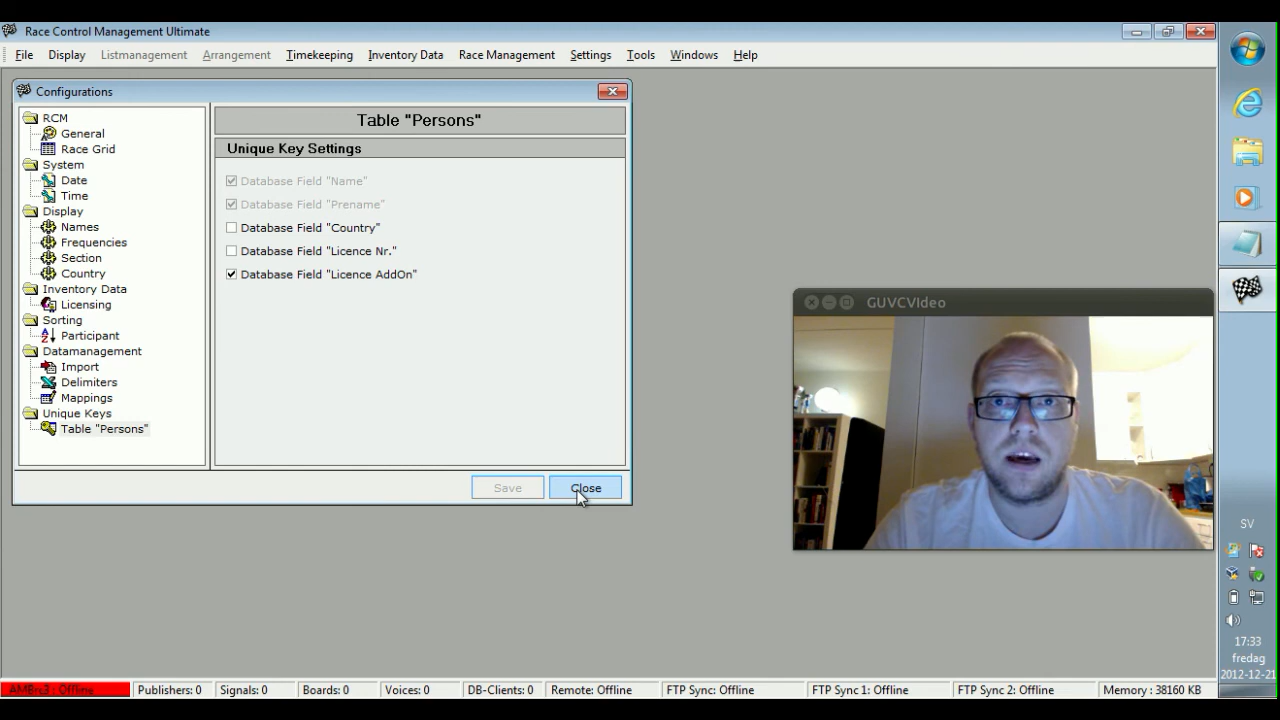 Race Control Management Ultimate
File Display Listmanagement Arrangement Timekeeping Inventory Data Race Management Settings Tools Windows Help
Configurations
RCM
General
Race Grid
System
Date
Time
Display
Names
Frequencies
Section
Country
Inventory Data
Licensing
Sorting
Participant
Datamanagement
Import
Delimiters
Mappings
Unique Keys
Table "Persons"
Table "Persons"
Unique Key Settings
Database Field "Name"
Database Field "Prename"
Database Field "Country"
Database Field "Licence Nr."
Database Field "Licence AddOn"
Save Close
GUVCVideo
SV
17:33
fredag
2012-12-21
AMBrc3 : Offline Publishers: 0 Signals: 0 Boards: 0 Voices: 0 DB-Clients: 0 Remote: Offline FTP Sync: Offline FTP Sync 1: Offline FTP Sync 2: Offline Memory : 38160 KB